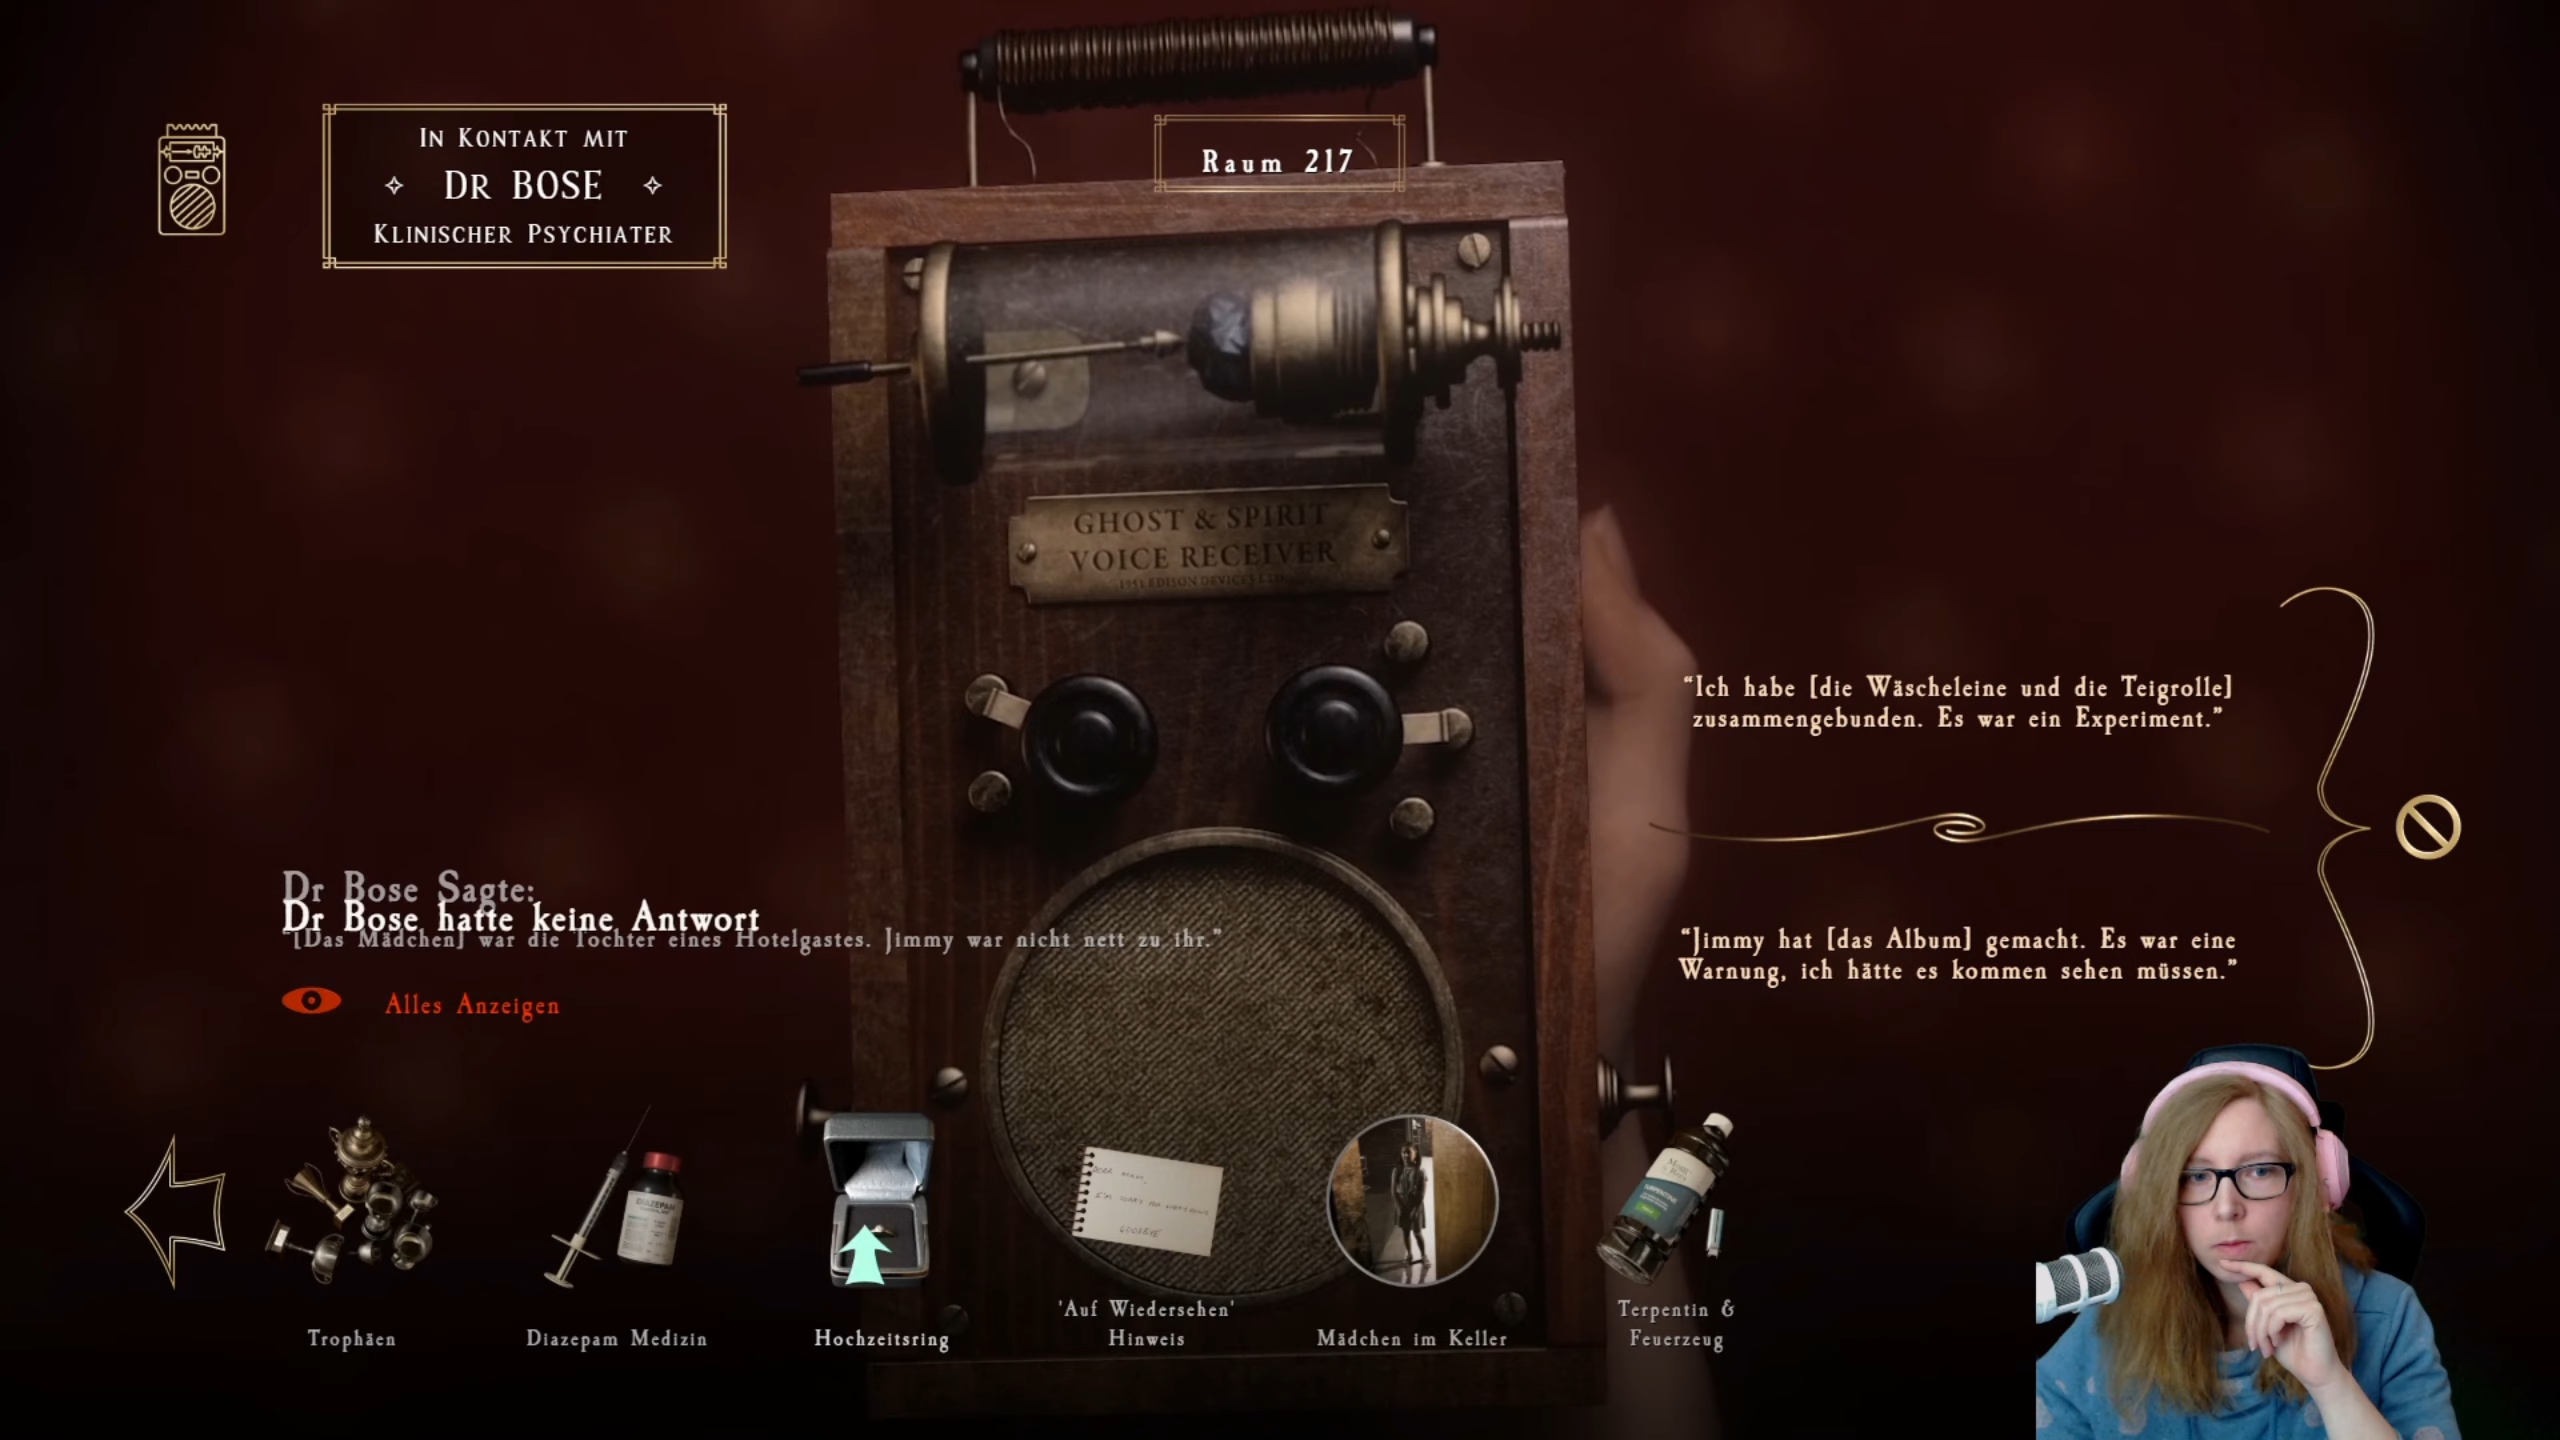 In Kontakt mit
Dr BOSE
Klinischer Psychiater
Raum 217
GHOST & SPIRIT
VOICE RECEIVER
"Ich habe [die Wäscheleine und die Teigrolle]
zusammengebunden. Es war ein Experiment."
"Jimmy hat [das Album] gemacht. Es war eine
Warnung, ich hätte es kommen sehen müssen."
Dr Bose Sagte:
Dr Bose hatte keine Antwort
"[Das Mädchen] war die Tochter eines Hotelgastes. Jimmy war nicht nett zu ihr."
Alles Anzeigen
DIAZEPAM
GOODBYE
TURPENTINE
Trophäen
Diazepam Medizin
Hochzeitsring
'Auf Wiedersehen'
Hinweis
Mädchen im Keller
Terpentin &
Feuerzeug